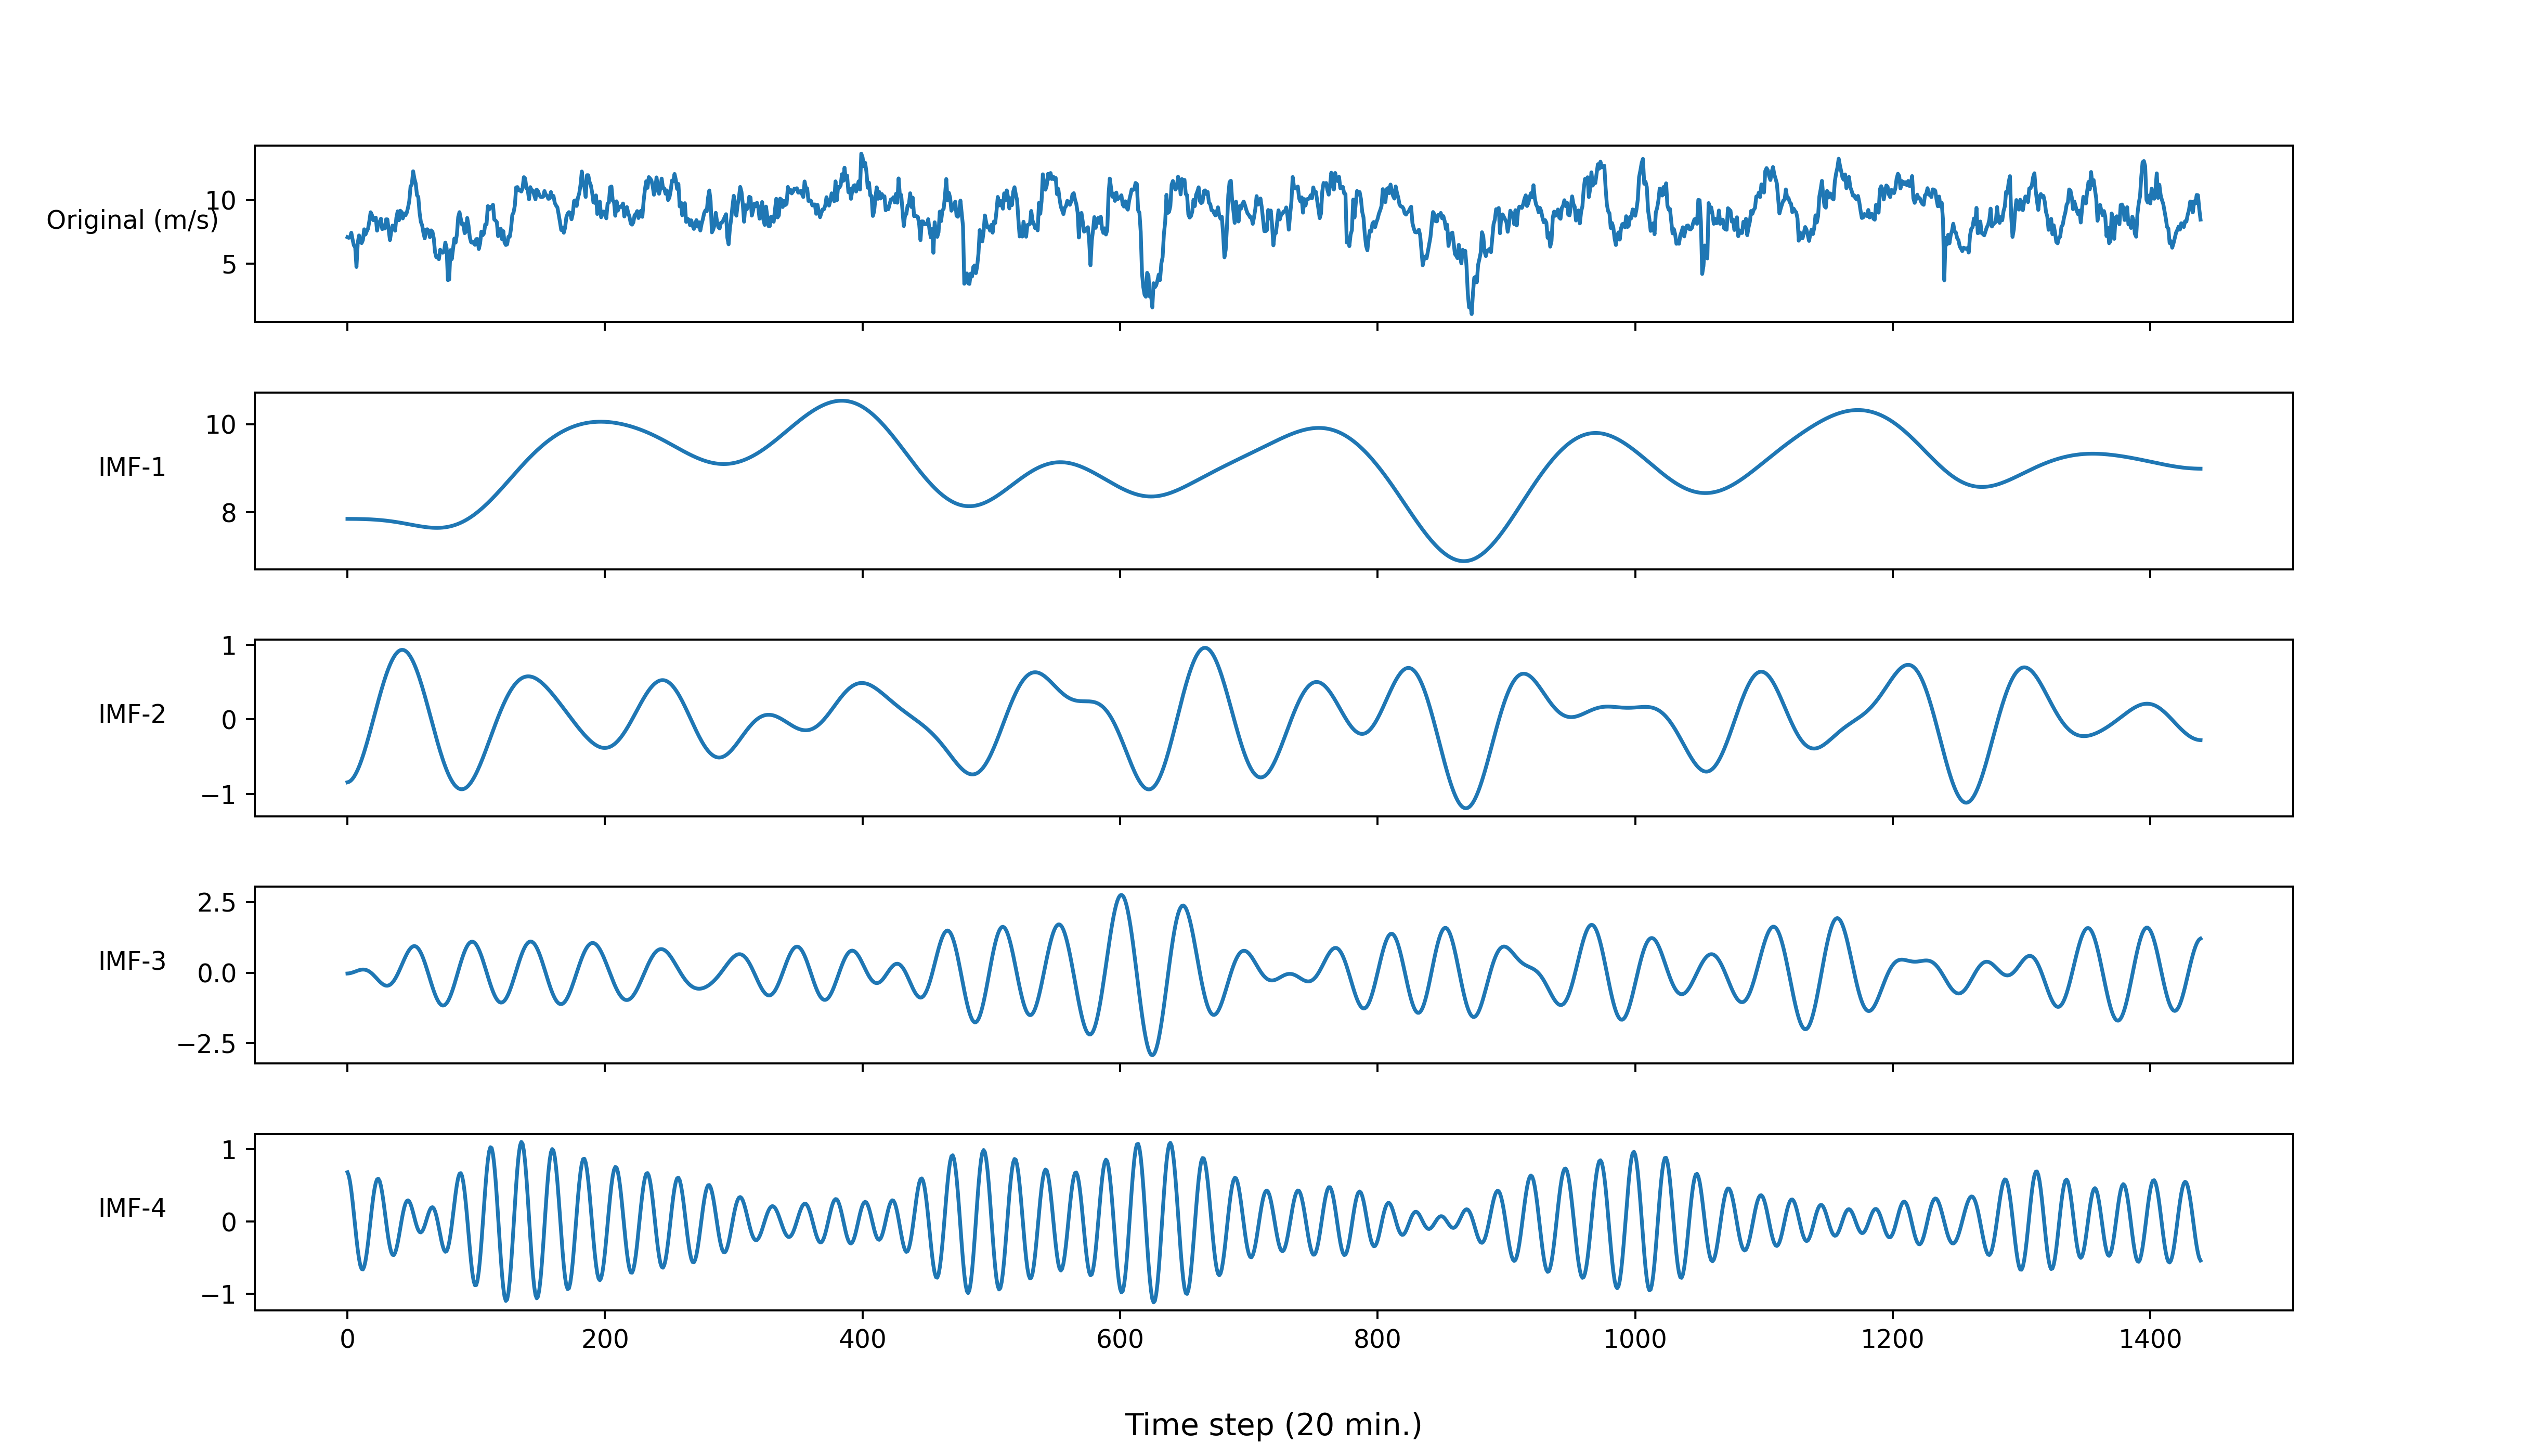 10
Original (m/s)
5
10
IMF-1
8
1
IMF-2
0
−1
2.5
IMF-3
0.0
−2.5
1
IMF-4
0
−1
0 200 400 600 800 1000 1200 1400
Time step (20 min.)